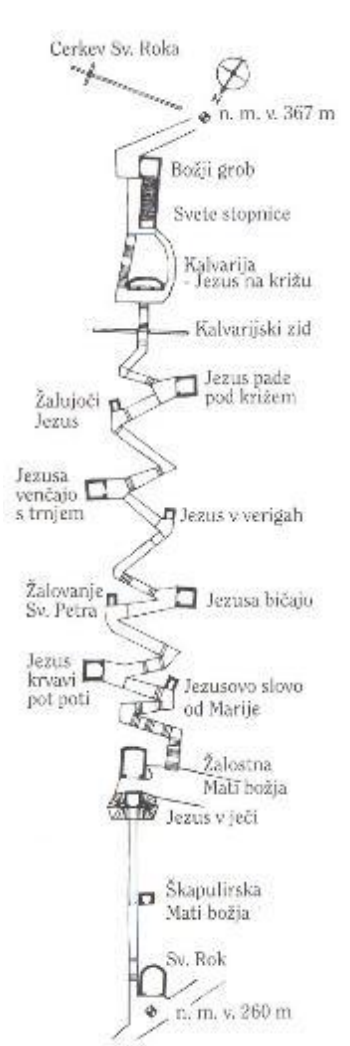 Cerkev Sv. Roka
N
n. m. v. 367 m
Božji grob
Svete stopnice
Kalvarija
- Jezus na križu
Kalvarijski zid
Jezus pade
pod križem
Žalujoči
Jezus
Jezusa
venčajo
s trnjem
Jezus v verigah
Žalovanje
Sv. Petra
Jezusa bičajo
Jezus
krvavi
pot poti
Jezusovo slovo
od Marije
Žalostna
Mati božja
Jezus v ječi
Škapulirska
Mati božja
Sv. Rok
n. m. v. 260 m